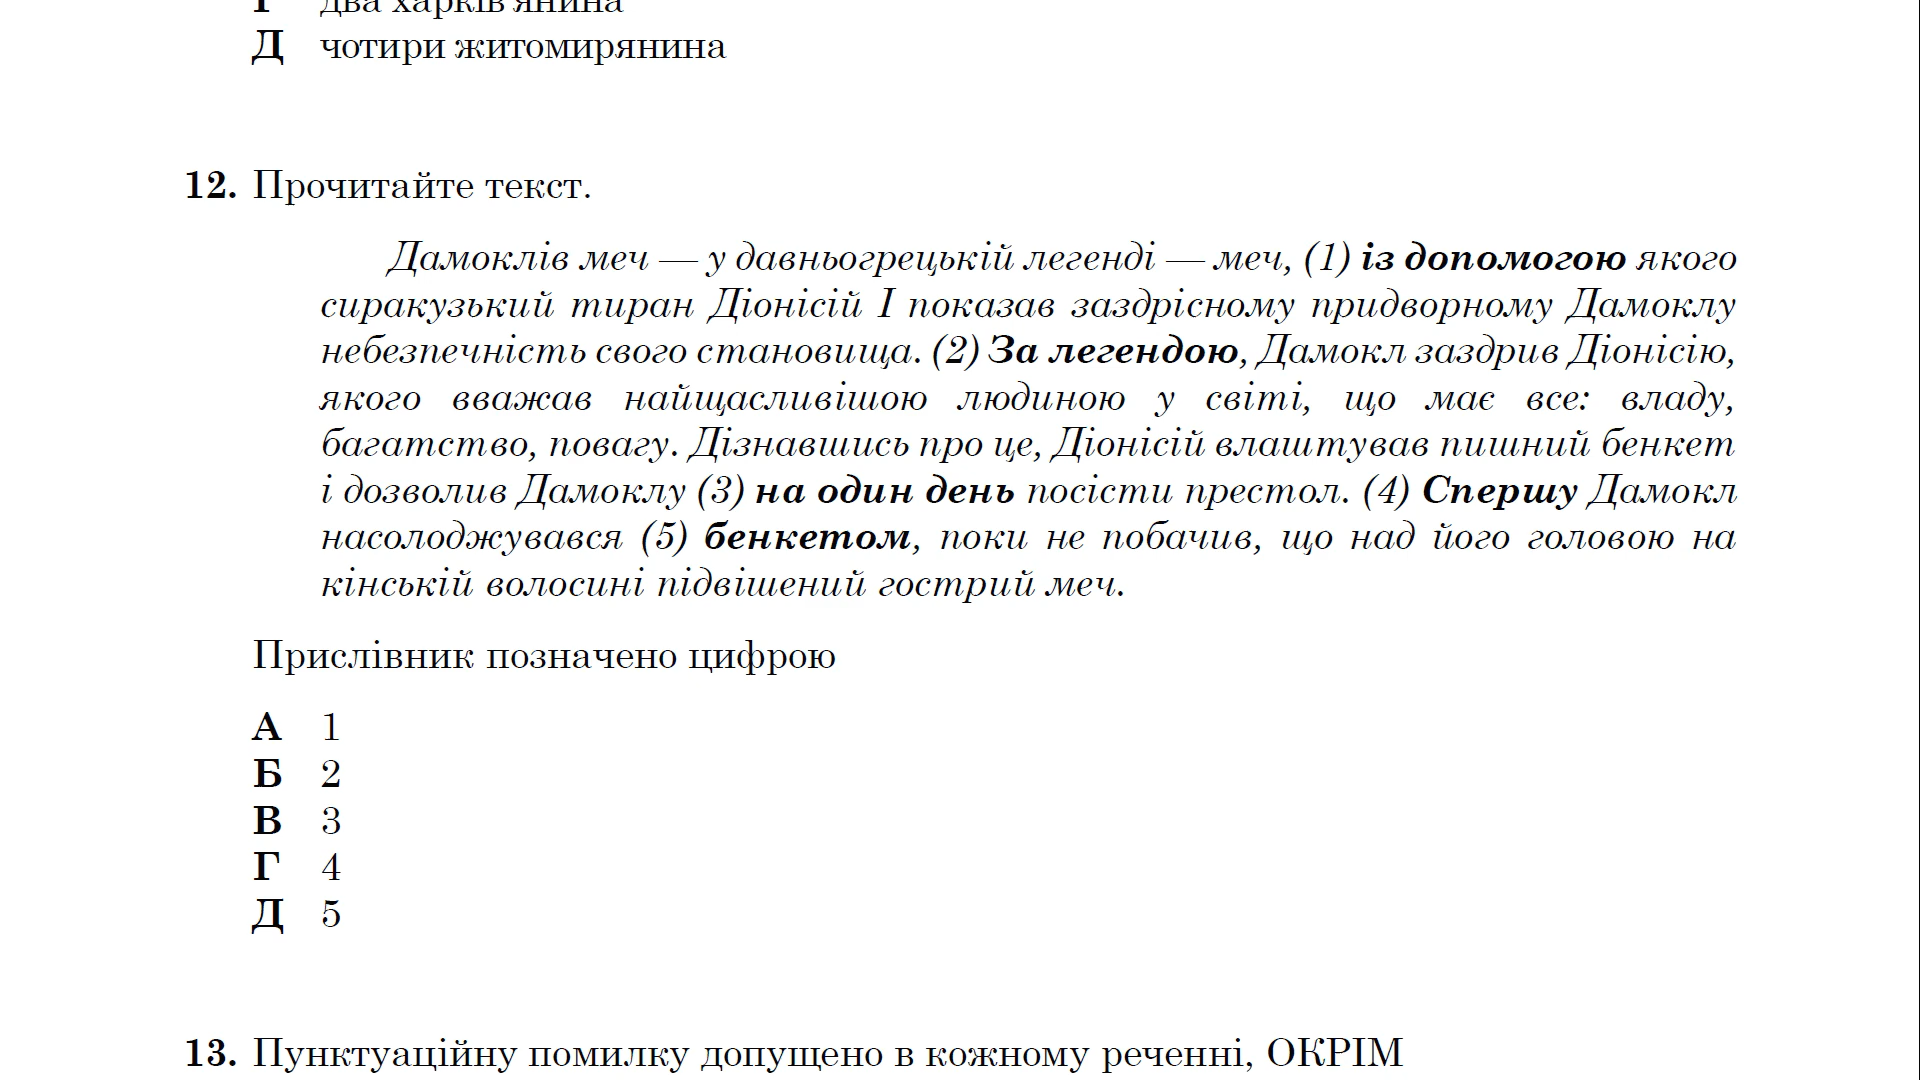 Г два харків’янина
Д чотири житомирянина
12. Прочитайте текст.
Дамоклів меч — у давньогрецькій легенді — меч, (1) із допомогою якого
сиракузький тиран Діонісій І показав заздрісному придворному Дамоклу
небезпечність свого становища. (2) За легендою, Дамокл заздрив Діонісію,
якого вважав найщасливішою людиною у світі, що має все: владу,
багатство, повагу. Дізнавшись про це, Діонісій влаштував пишний бенкет
і дозволив Дамоклу (3) на один день посісти престол. (4) Спершу Дамокл
насолоджувався (5) бенкетом, поки не побачив, що над його головою на
кінській волосині підвішений гострий меч.
Прислівник позначено цифрою
А 1
Б 2
В 3
Г 4
Д 5
13. Пунктуаційну помилку допущено в кожному реченні, ОКРІМ